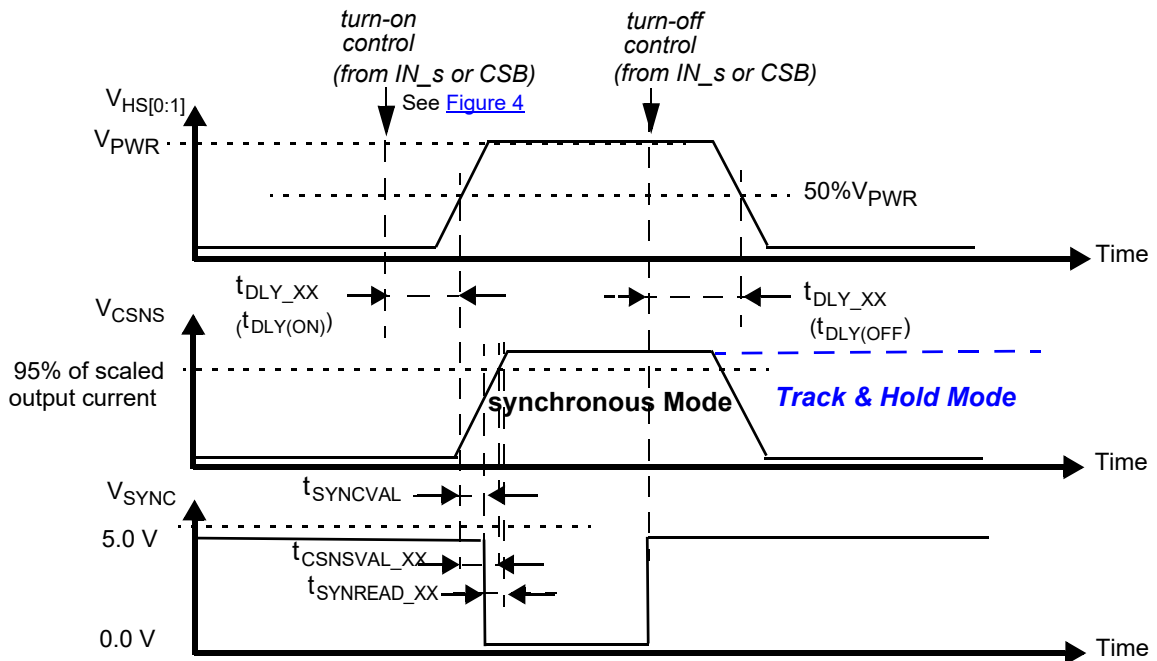 turn-on
control
(from IN_s or CSB)
See Figure 4
turn-off
control
(from IN_s or CSB)
VHS[0:1]
VPWR
50%VPWR
Time
tDLY_XX
(tDLY(ON))
tDLY_XX
(tDLY(OFF)
VCSNS
95% of scaled
output current
synchronous Mode
Track & Hold Mode
Time
tSYNCVAL
VSYNC
5.0 V
tCSNSVAL_XX
tSYNREAD_XX
0.0 V
Time